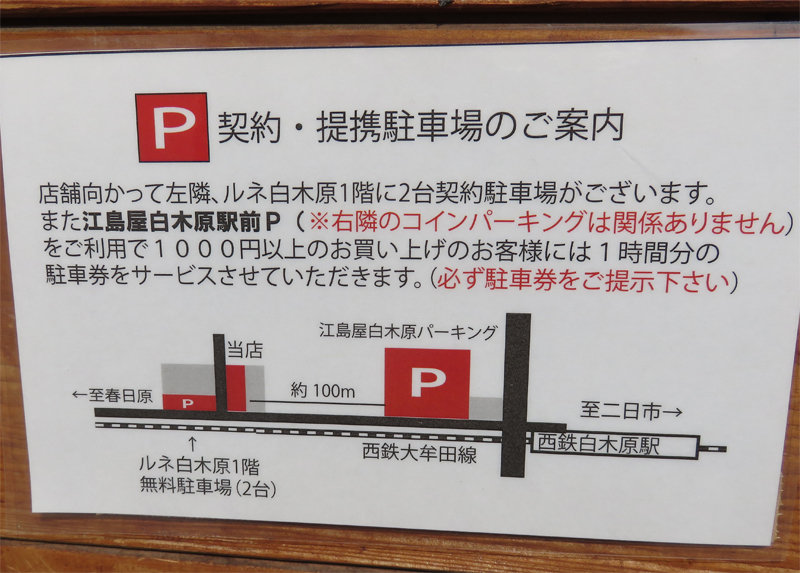 P 契約・提携駐車場のご案内
店舗向かって左隣、ルネ白木原1階に2台契約駐車場がございます。
また江島屋白木原駅前P（※右隣のコインパーキングは関係ありません）
をご利用で１０００円以上のお買い上げのお客様には１時間分の
駐車券をサービスさせていただきます。（必ず駐車券をご提示下さい）
江島屋白木原パーキング
当店
P
←至春日原
P
約100m
至二日市→
西鉄白木原駅
西鉄大牟田線
↑
ルネ白木原1階
無料駐車場（2台）